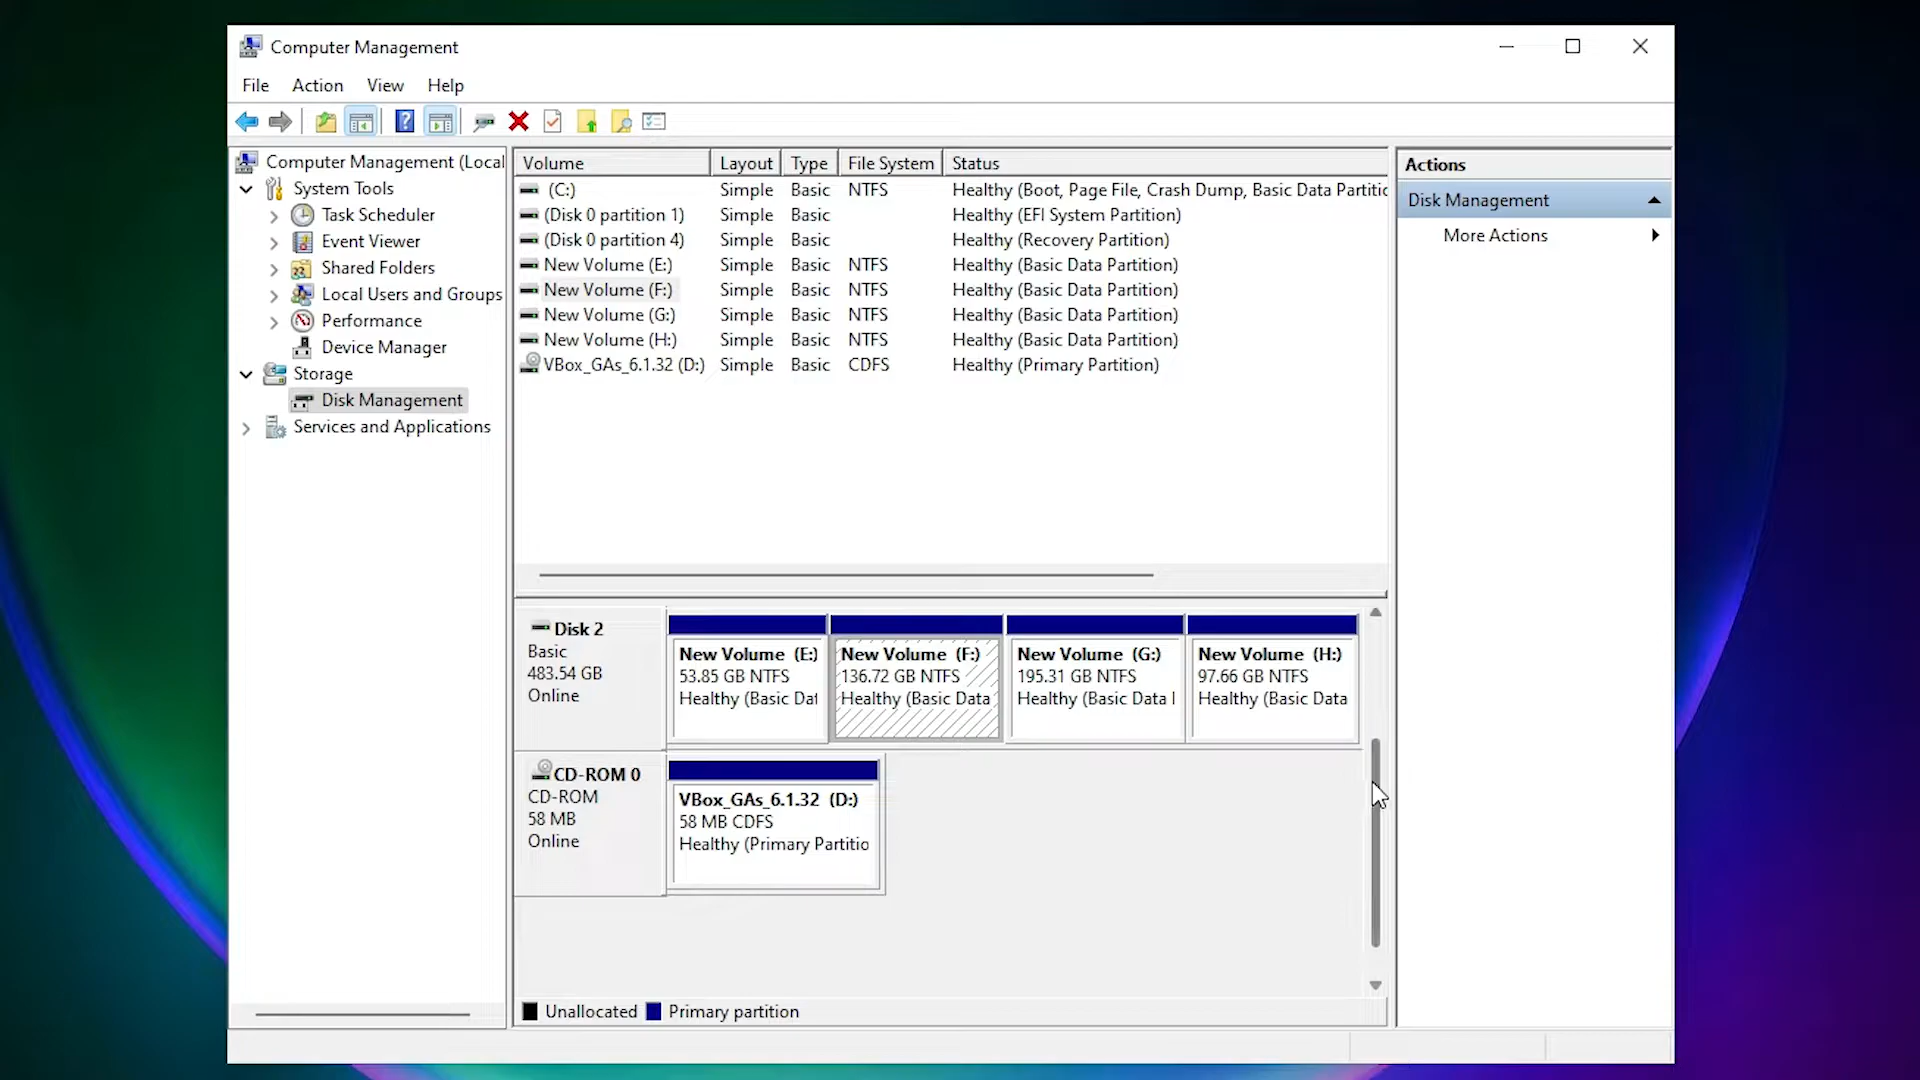 Computer Management
File Action View Help
Computer Management (Local
System Tools
Task Scheduler
Event Viewer
Shared Folders
Local Users and Groups
Performance
Device Manager
Storage
Disk Management
Services and Applications
Volume Layout Type File System Status
(C:) Simple Basic NTFS Healthy (Boot, Page File, Crash Dump, Basic Data Partitic
(Disk 0 partition 1) Simple Basic Healthy (EFI System Partition)
(Disk 0 partition 4) Simple Basic Healthy (Recovery Partition)
New Volume (E:) Simple Basic NTFS Healthy (Basic Data Partition)
New Volume (F:) Simple Basic NTFS Healthy (Basic Data Partition)
New Volume (G:) Simple Basic NTFS Healthy (Basic Data Partition)
New Volume (H:) Simple Basic NTFS Healthy (Basic Data Partition)
VBox_GAs_6.1.32 (D:) Simple Basic CDFS Healthy (Primary Partition)
Disk 2
Basic
483.54 GB
Online
New Volume (E:)
53.85 GB NTFS
Healthy (Basic Dat
New Volume (F:)
136.72 GB NTFS
Healthy (Basic Data
New Volume (G:)
195.31 GB NTFS
Healthy (Basic Data I
New Volume (H:)
97.66 GB NTFS
Healthy (Basic Data
CD-ROM 0
CD-ROM
58 MB
Online
VBox_GAs_6.1.32 (D:)
58 MB CDFS
Healthy (Primary Partitio
Unallocated Primary partition
Actions
Disk Management
More Actions